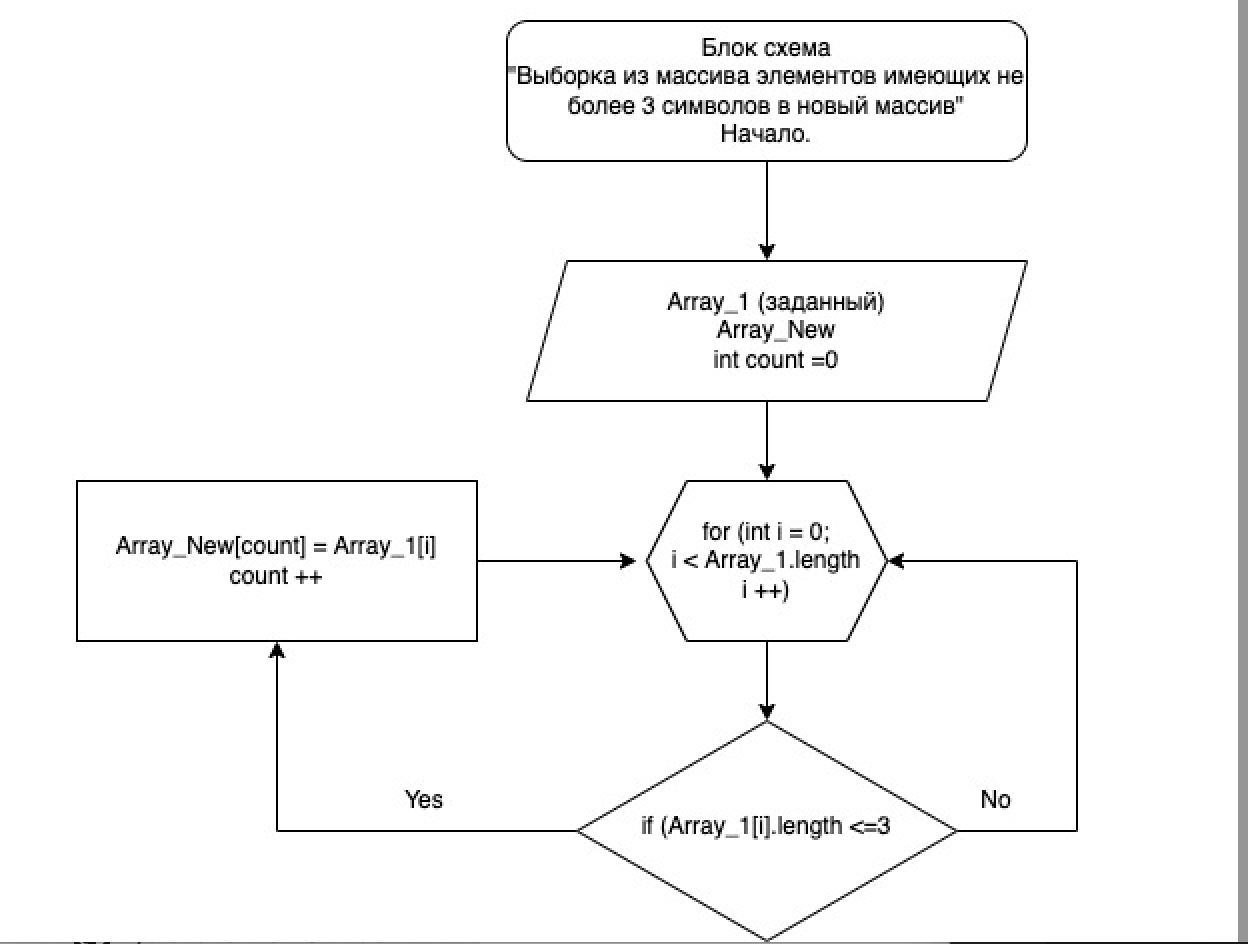 Блок схема
"Выборка из массива элементов имеющих не
более 3 символов в новый массив"
Начало.
Array_1 (заданный)
Array_New
int count =0
for (int i = 0;
i < Array_1.length
i ++)
Array_New[count] = Array_1[i]
count ++
Yes
No
if (Array_1[i].length <=3